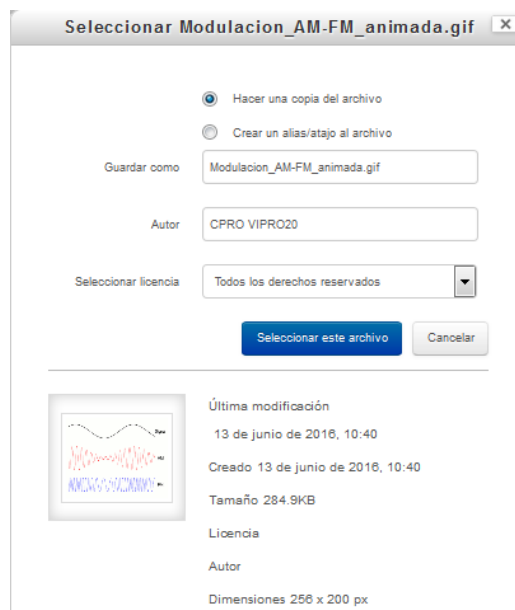 Seleccionar Modulacion_AM-FM_animada.gif
Hacer una copia del archivo
Crear un alias/atajo al archivo
Guardar como
Modulacion_AM-FM_animada.gif
Autor
CPRO VIPRO20
Seleccionar licencia
Todos los derechos reservados
Seleccionar este archivo
Cancelar
Última modificación
13 de junio de 2016, 10:40
Creado 13 de junio de 2016, 10:40
Tamaño 284.9KB
Licencia
Autor
Dimensiones 256 x 200 px